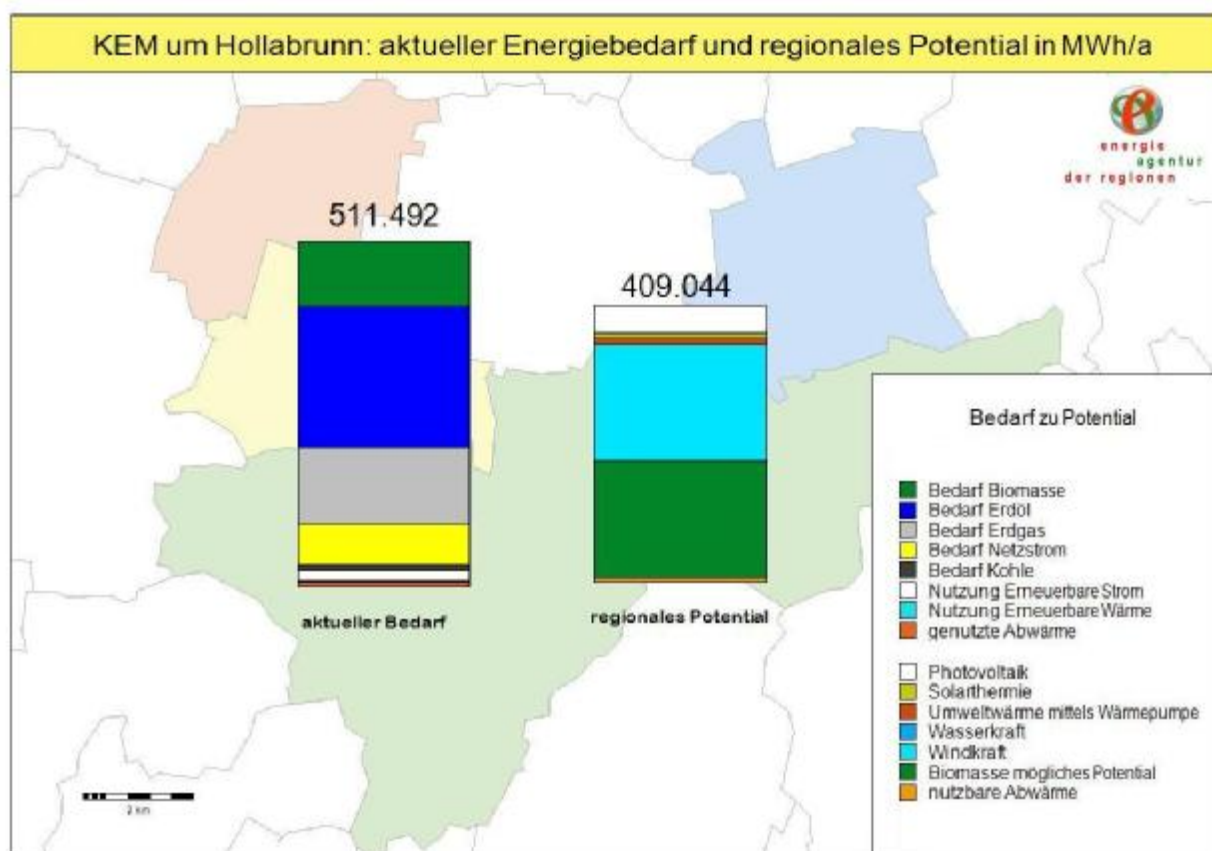 KEM um Hollabrunn: aktueller Energiebedarf und regionales Potential in MWh/a
energie
agentur
der regionen
511.492
409.044
aktueller Bedarf
regionales Potential
Bedarf zu Potential
Bedarf Biomasse
Bedarf Erdöl
Bedarf Erdgas
Bedarf Netzstrom
Bedarf Kohle
Nutzung Erneuerbare Strom
Nutzung Erneuerbare Wärme
genutzte Abwärme
Photovoltaik
Solarthermie
Umweltwärme mittels Wärmepumpe
Wasserkraft
Windkraft
Biomasse mögliches Potential
nutzbare Abwärme
2 km